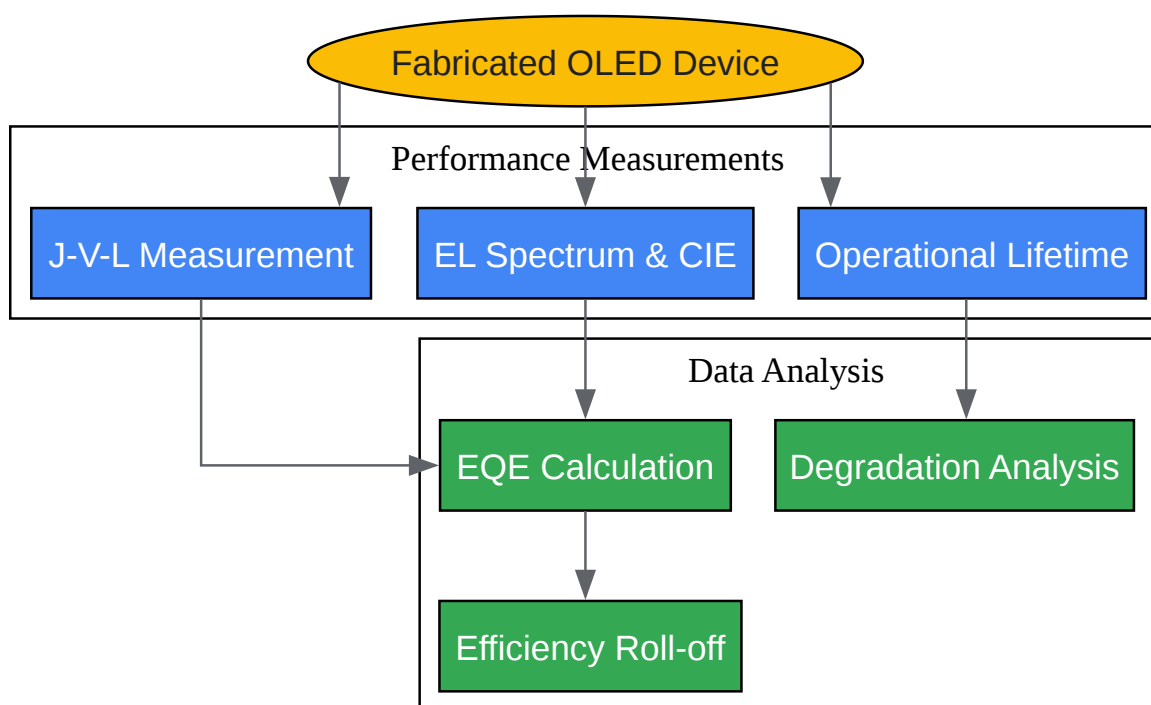 Fabricated OLED Device
Performance Measurements
J-V-L Measurement
EL Spectrum & CIE
Operational Lifetime
Data Analysis
EQE Calculation
Degradation Analysis
Efficiency Roll-off